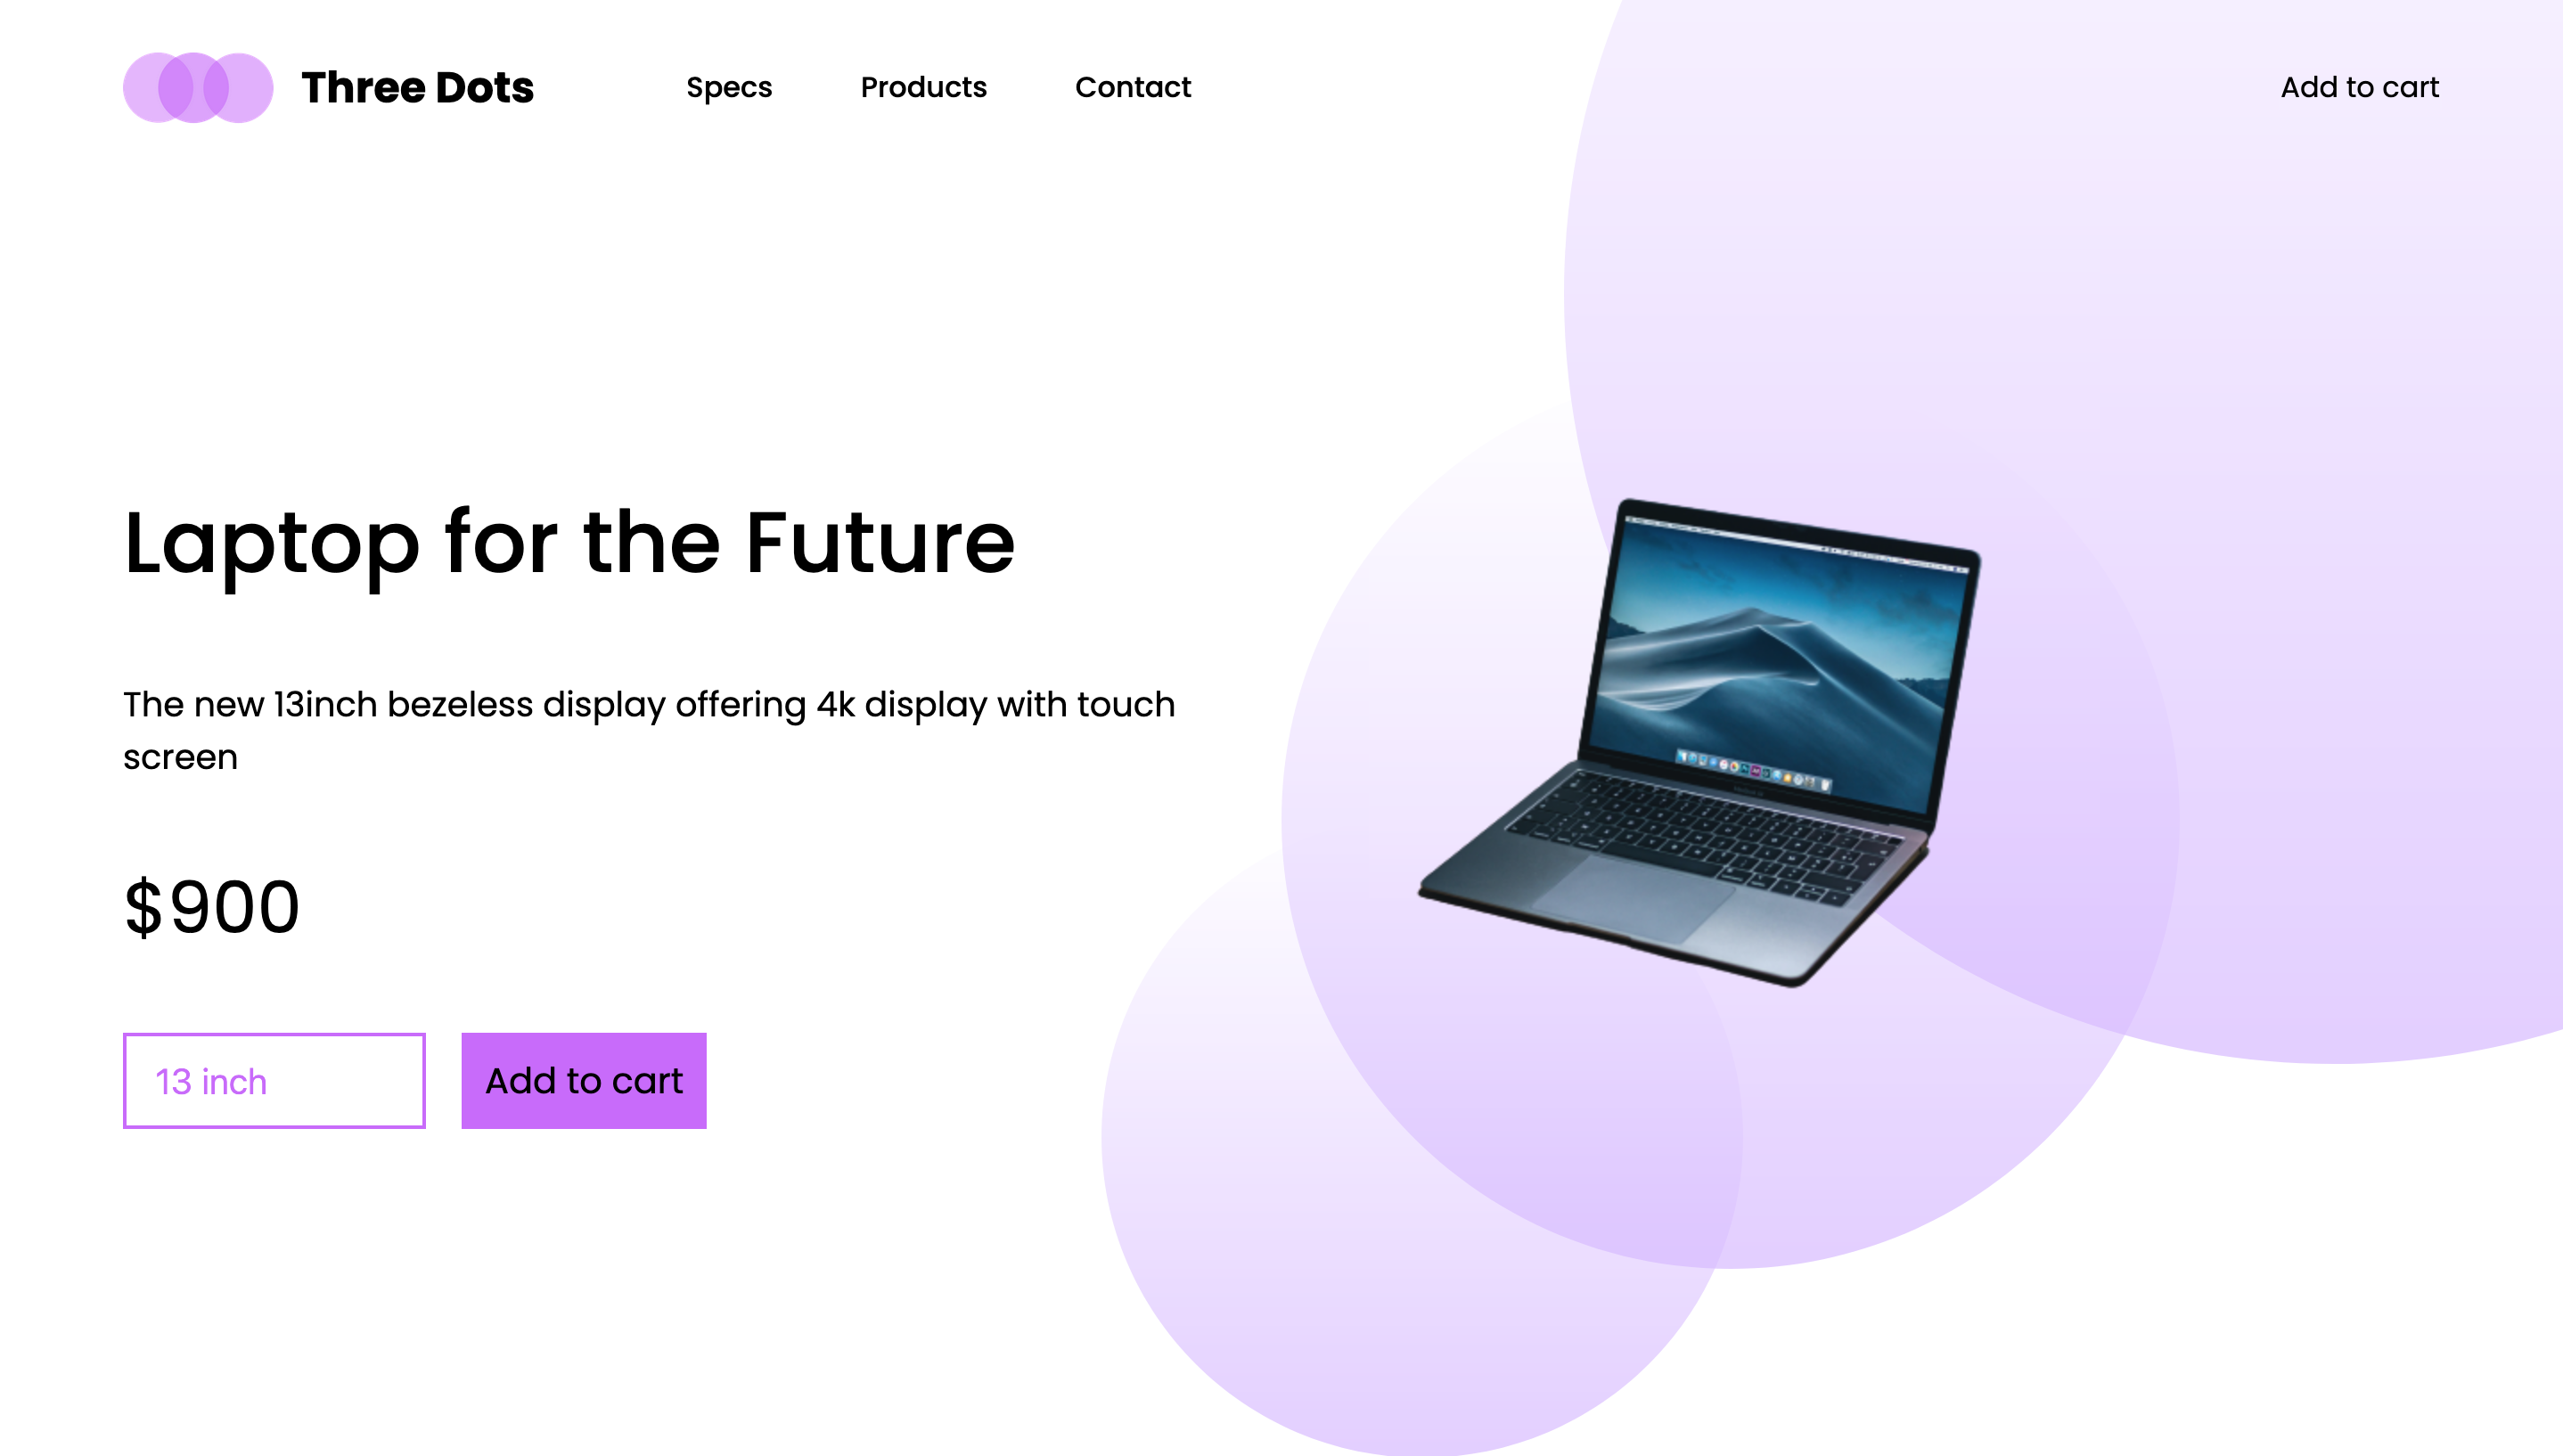 Three Dots
Specs
Products
Contact
Add to cart
Laptop for the Future
The new 13inch bezeless display offering 4k display with touch
screen
$900
13 inch
Add to cart